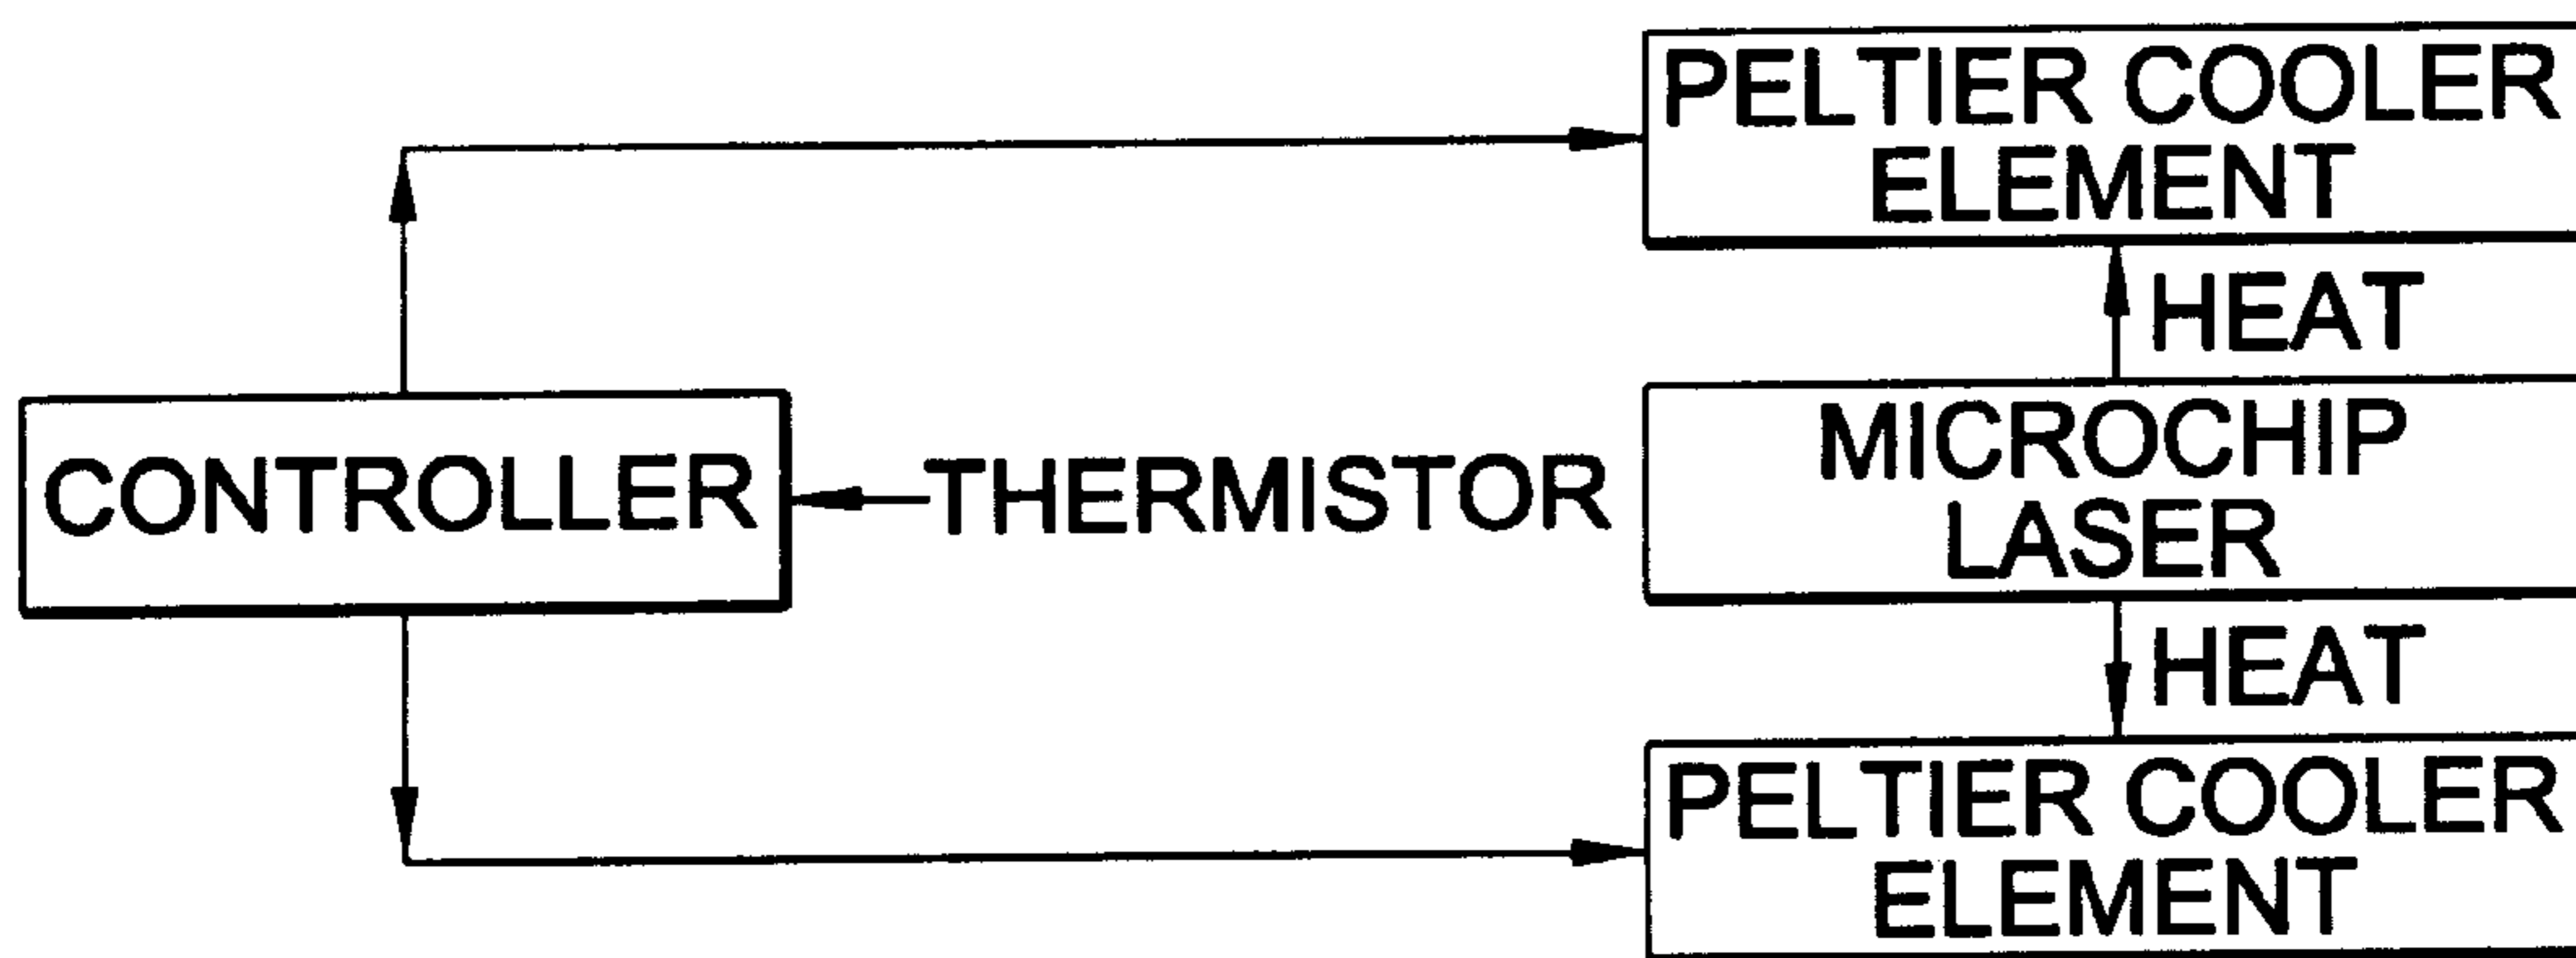 PELTIER COOLER
ELEMENT
HEAT
CONTROLLER
THERMISTOR
MICROCHIP
LASER
HEAT
PELTIER COOLER
ELEMENT